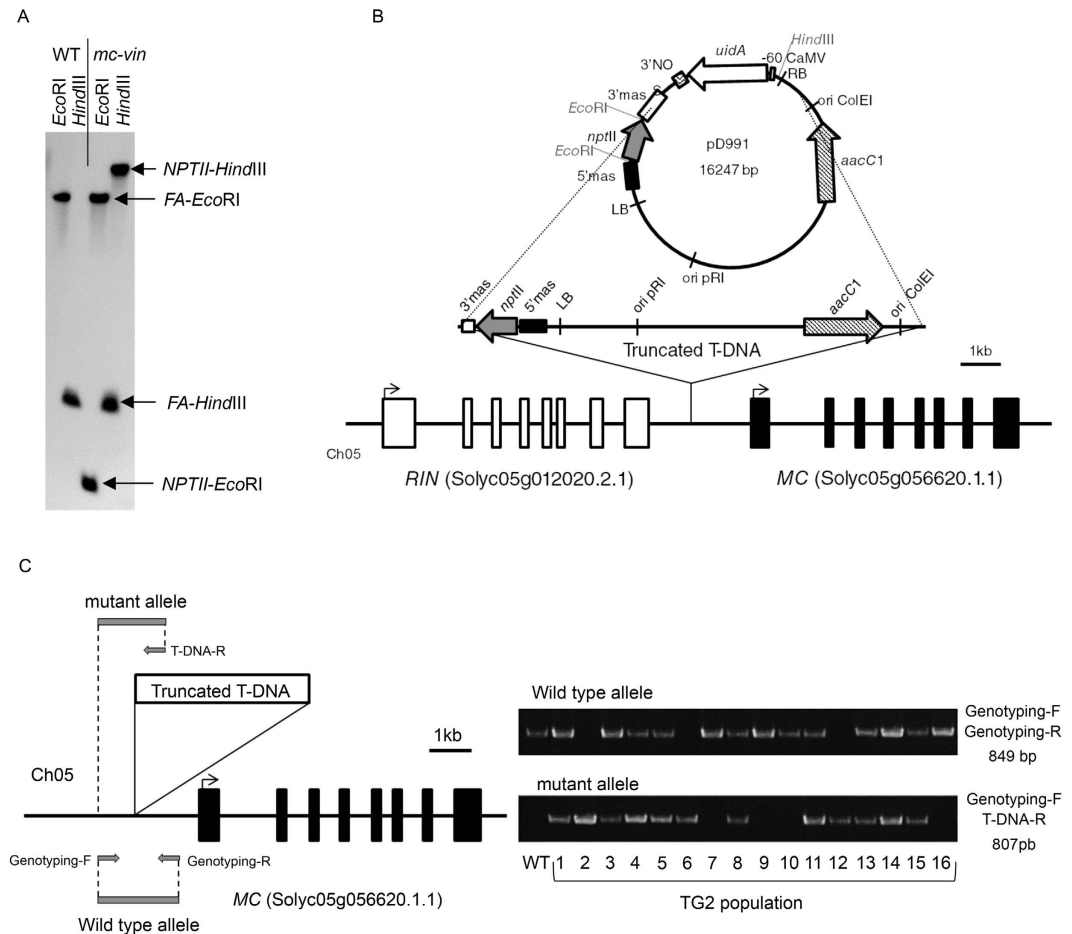 A
WT
mc-vin
EcoRI
HindIII
EcoRI
HindIII
NPTII-HindIII
FA-EcoRI
FA-HindIII
NPTII-EcoRI
B
uidA
-60 CaMV
HindIII
RB
3'NO
3'mas
EcoRI
nptII
EcoRI
5'mas
LB
ori pRI
ori ColEI
aacC1
pD991
16247 bp
3'mas
nptII
5'mas
LB
ori pRI
aacC1
ori ColEI
Truncated T-DNA
1kb
Ch05
RIN (Solyc05g012020.2.1)
MC (Solyc05g056620.1.1)
C
mutant allele
T-DNA-R
Truncated T-DNA
1kb
Ch05
Genotyping-F
Genotyping-R
MC (Solyc05g056620.1.1)
Wild type allele
Wild type allele
Genotyping-F
Genotyping-R
849 bp
mutant allele
Genotyping-F
T-DNA-R
807pb
WT 1 2 3 4 5 6 7 8 9 10 11 12 13 14 15 16
TG2 population